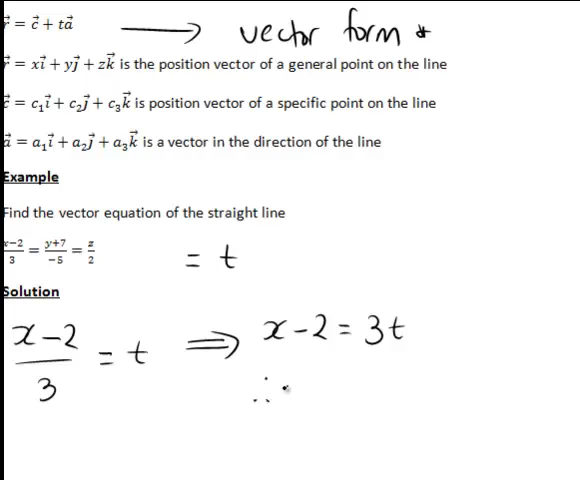 r⃗ = c⃗ + ta⃗ ⟶ vector form *
r⃗ = xi⃗ + yj⃗ + zk⃗ is the position vector of a general point on the line
c⃗ = c₁i⃗ + c₂j⃗ + c₃k⃗ is position vector of a specific point on the line
a⃗ = a₁i⃗ + a₂j⃗ + a₃k⃗ is a vector in the direction of the line
Example
Find the vector equation of the straight line
x−2/3 = y+7/−5 = z/2 = t
Solution
x−2/3 = t ⟹ x−2 = 3t
∴